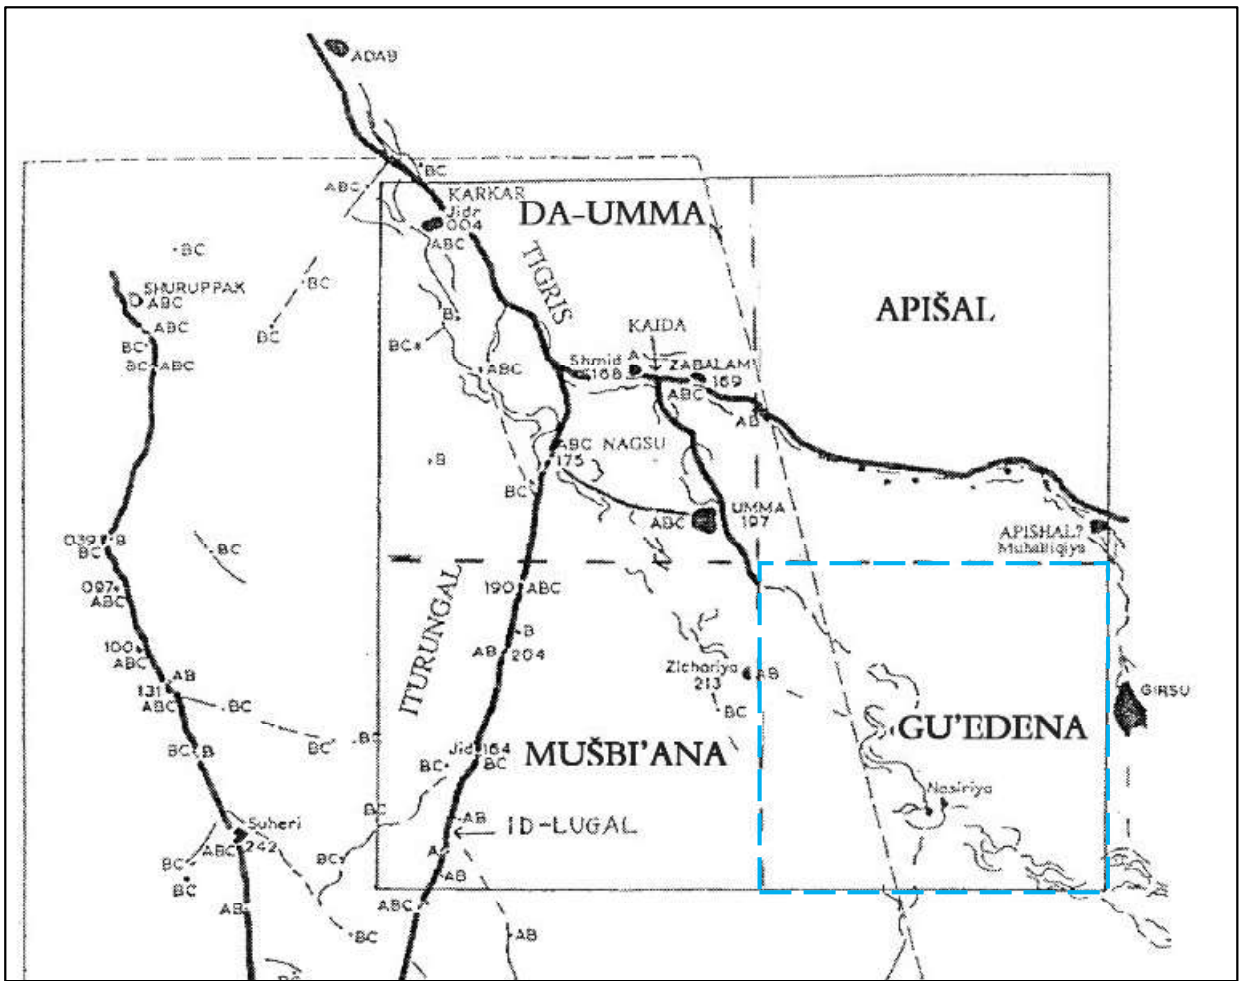 ADAB
BC
ABC
KARKAR
Jidr
004
ABC
DA-UMMA
TIGRIS
APIŠAL
BC
SHURUPPAK
ABC
BC
ABC
BC
BC
ABC
BC
B
BC
ABC
KAIDA
Shmid
A
168
ZABALAM
169
ABC
AB
ABC
NAGSU
175
B
BC
UMMA
197
ABC
APISHAL?
039
B
BC
BC
097
ABC
190
ABC
ITURUNGAL
B
AB
204
100
ABC
Zichariya
213
AB
BC
131
AB
ABC
BC
GIRSU
GU'EDENA
BC
B
BC
BC
Jid
164
BC
BC
MUŠBI'ANA
Nasiriya
BC
AB
ID-LUGAL
Suheri
242
ABC
BC
BC
BC
A
AB
AB
ABC
BC
AB
BC